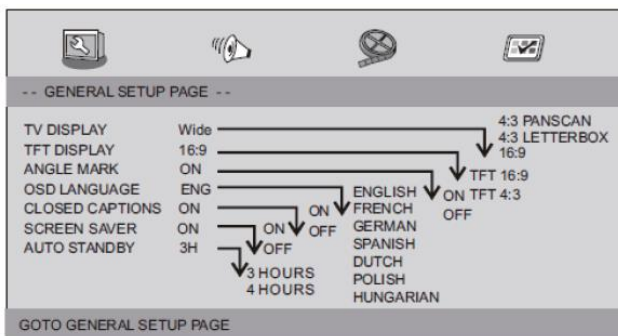 -- GENERAL SETUP PAGE --
TV DISPLAY Wide
4:3 PANSCAN
4:3 LETTERBOX
16:9
TFT DISPLAY 16:9
TFT 16:9
TFT 4:3
ANGLE MARK ON
ON
OFF
OSD LANGUAGE ENG
ENGLISH
FRENCH
GERMAN
SPANISH
DUTCH
POLISH
HUNGARIAN
CLOSED CAPTIONS ON
ON
OFF
SCREEN SAVER ON
ON
OFF
AUTO STANDBY 3H
3 HOURS
4 HOURS
GOTO GENERAL SETUP PAGE